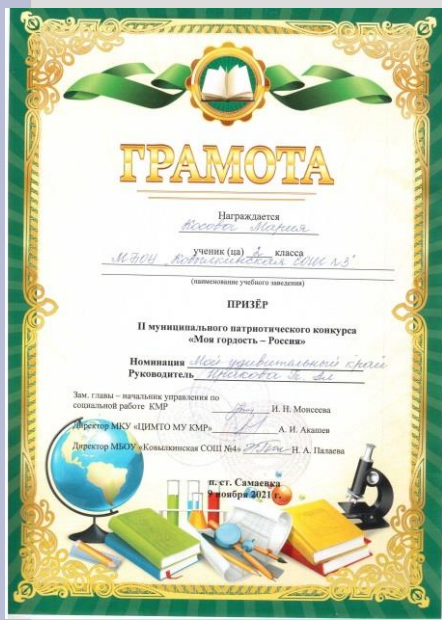 ГРАМОТА
Награждается
Косова Мария
ученик (ца) 2 класса
МБОУ "Ковылкинская СОШ №3"
(наименование учебного заведения)
ПРИЗЁР
II муниципального патриотического конкурса
«Моя гордость – Россия»
Номинация Мой удивительный край
Руководитель
Зам. главы – начальник управления по
социальной работе КМР И. Н. Моисеева
Директор МКУ «ЦИМТО МУ КМР» А. И. Акашев
Директор МБОУ «Ковылкинская СОШ №4» Н. А. Палаева
п. ст. Самаевка
9 ноября 2021 г.